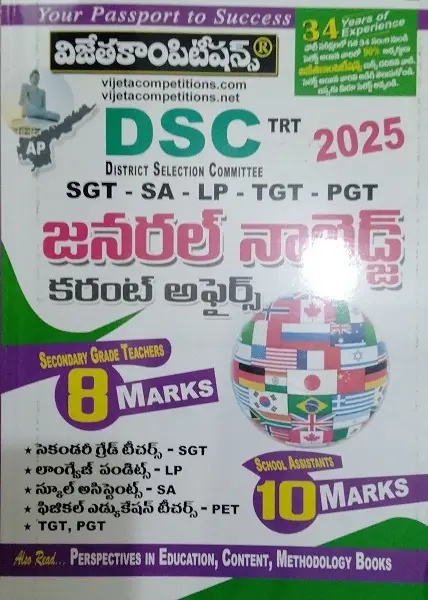 Your Passport to Success
విజేతకాంపిటీషన్స్®
vijetacompetitions.com
vijetacompetitions.net
34 Years of
Experience
AP
DSC TRT 2025
DISTRICT SELECTION COMMITTEE
SGT - SA - LP - TGT - PGT
జనరల్ నాలెడ్జ్
కరంట్ అఫైర్స్
SECONDARY GRADE TEACHERS
8 MARKS
★ సెకండరీ గ్రేడ్ టీచర్స్ - SGT
★ లాంగ్వేజ్ పండిట్స్ - LP
★ స్కూల్ అసిస్టెంట్స్ - SA
★ ఫిజికల్ ఎడ్యుకేషన్ టీచర్స్ - PET
★ TGT, PGT
SCHOOL ASSISTANTS
10 MARKS
Also Read... PERSPECTIVES IN EDUCATION, CONTENT, METHODOLOGY BOOKS